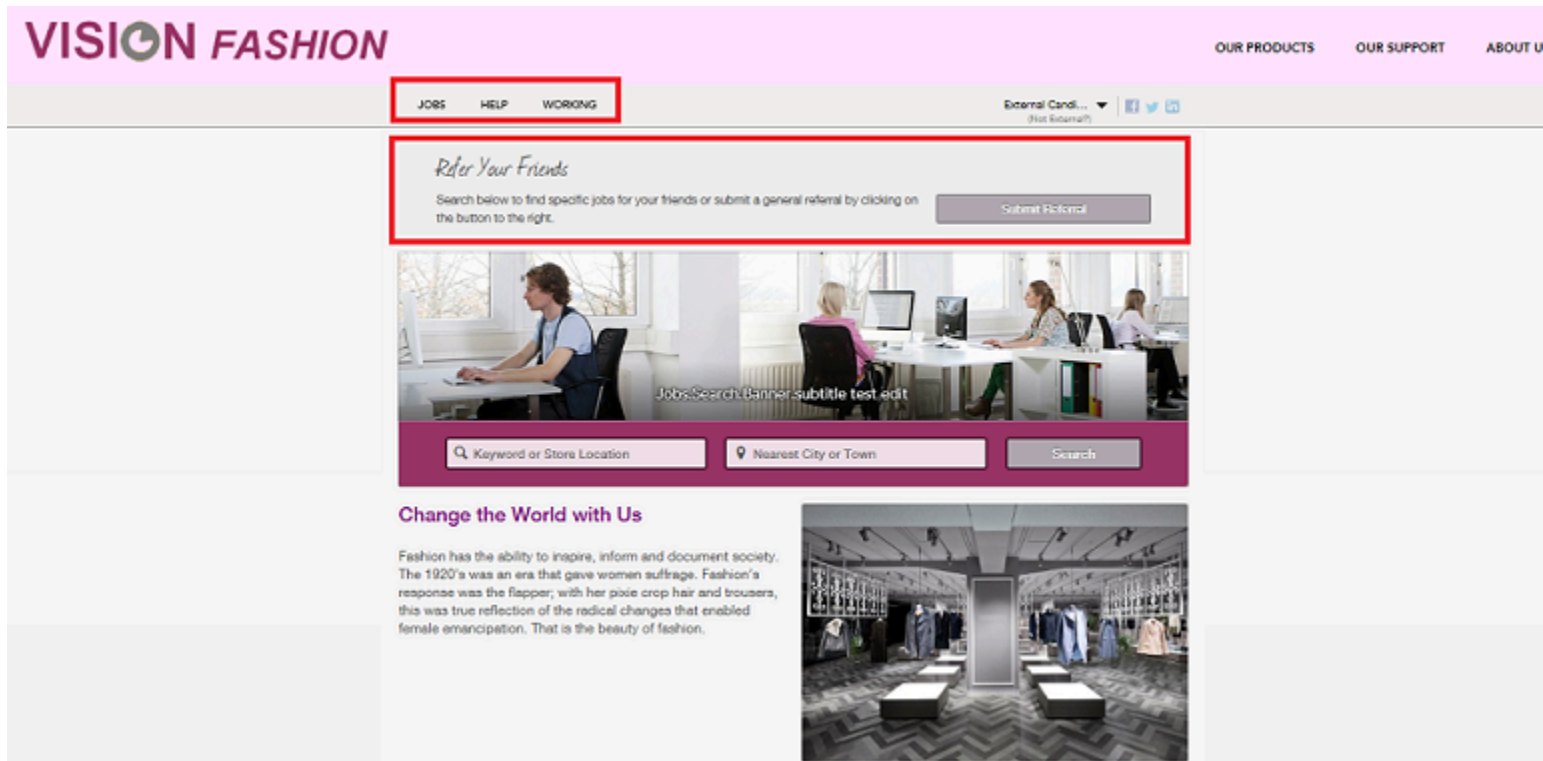 VISION FASHION
OUR PRODUCTS OUR SUPPORT ABOUT U
JOBS HELP WORKING
External Candi...
(Not External?)
Refer Your Friends
Search below to find specific jobs for your friends or submit a general referral by clicking on
the button to the right.
Submit Referral
Jobs.Search.Banner.subtitle test edit
Keyword or Store Location
Nearest City or Town
Search
Change the World with Us
Fashion has the ability to inspire, inform and document society.
The 1920's was an era that gave women suffrage. Fashion's
response was the flapper; with her pixie crop hair and trousers,
this was true reflection of the radical changes that enabled
female emancipation. That is the beauty of fashion.